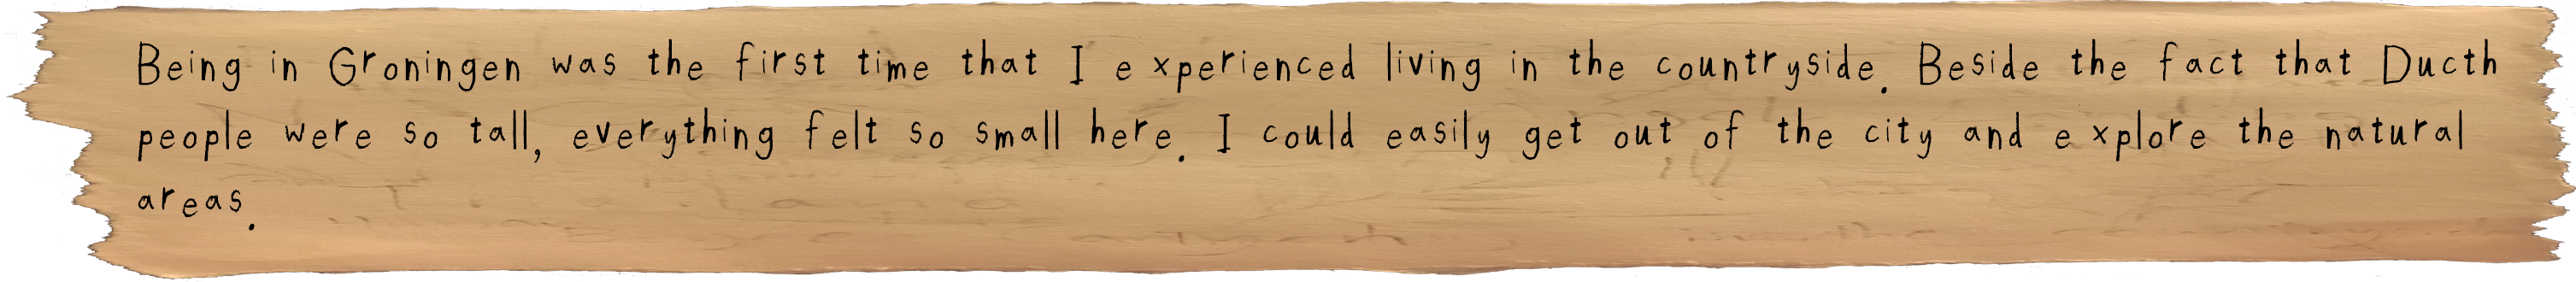 Being in Groningen was the first time that I experienced living in the countryside. Beside the fact that Ducth
people were so tall, everything felt so small here. I could easily get out of the city and explore the natural
areas.